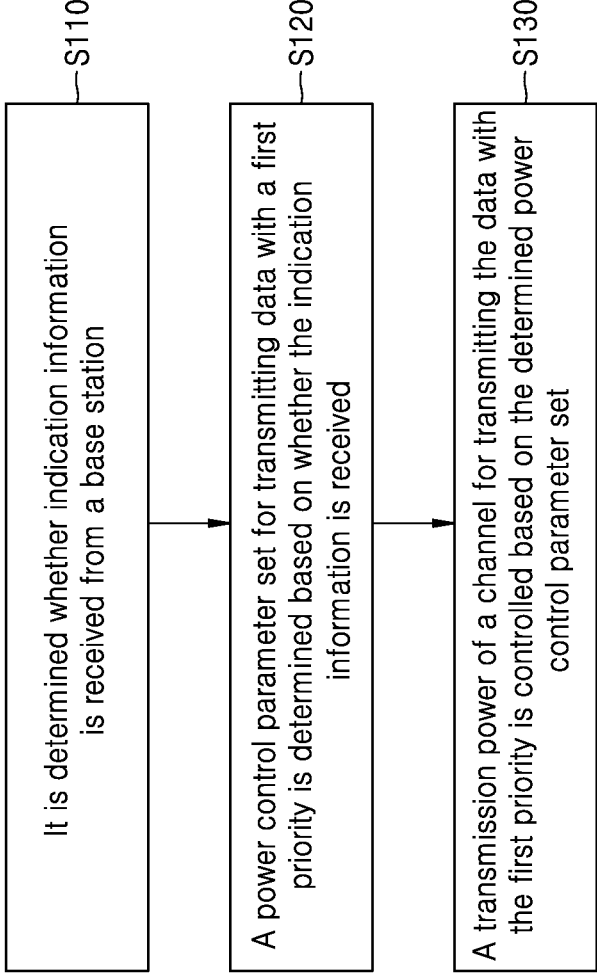 It is determined whether indication information
is received from a base station
S110
A power control parameter set for transmitting data with a first
priority is determined based on whether the indication
information is received
S120
A transmission power of a channel for transmitting the data with
the first priority is controlled based on the determined power
control parameter set
S130